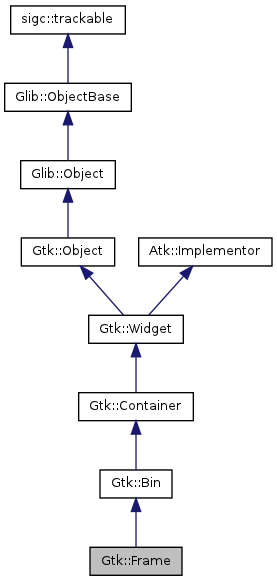 sigc::trackable
Glib::ObjectBase
Glib::Object
Gtk::Object
Atk::Implementor
Gtk::Widget
Gtk::Container
Gtk::Bin
Gtk::Frame